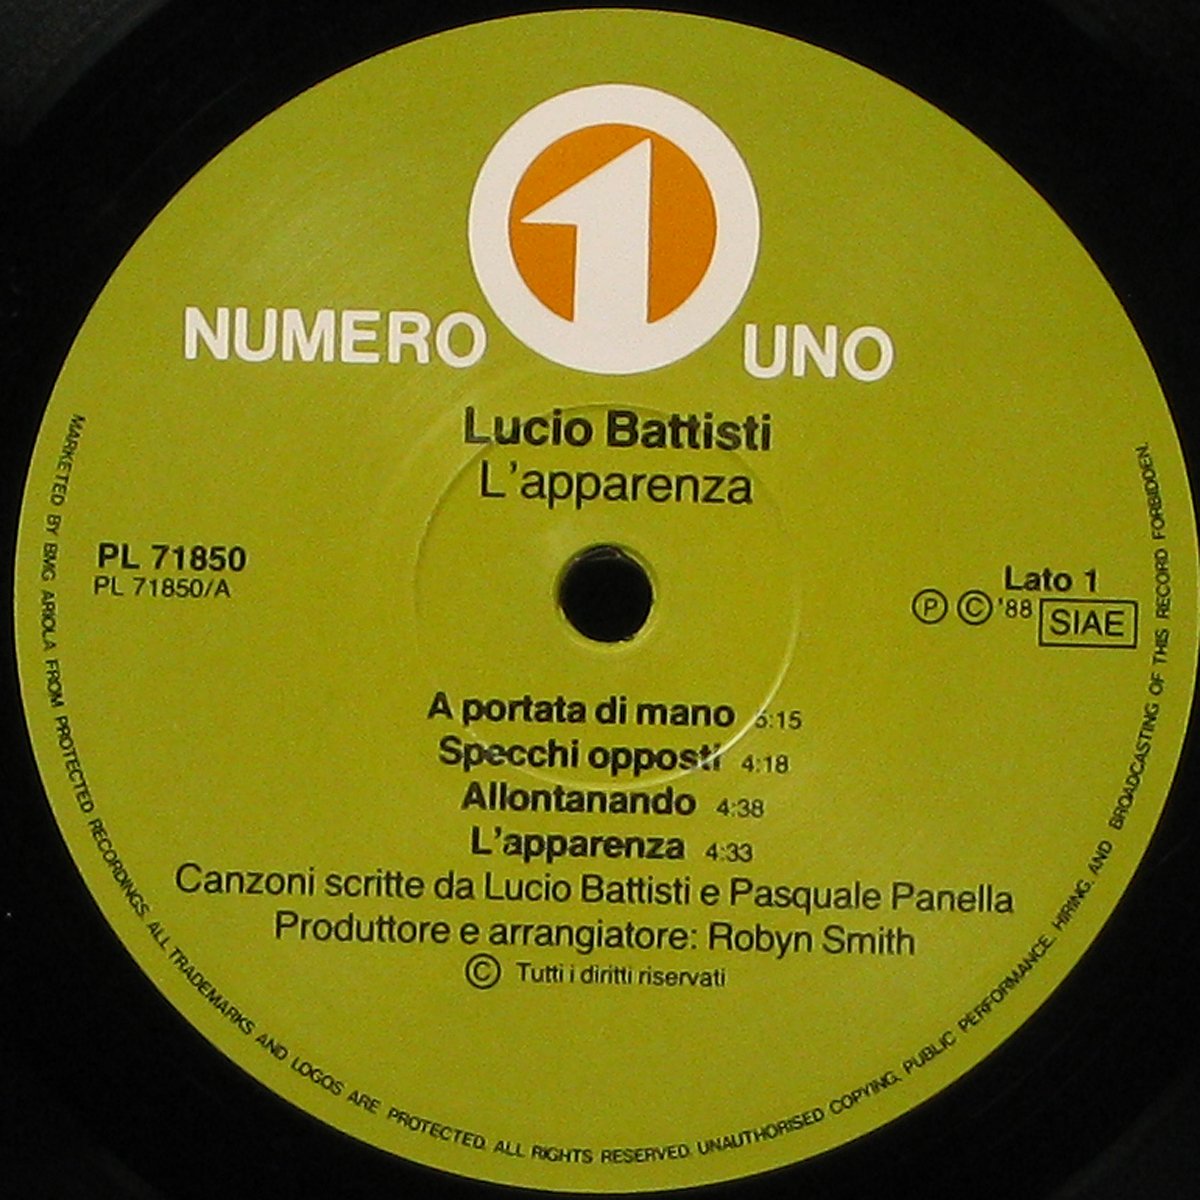 1
NUMERO UNO
Lucio Battisti
L'apparenza
PL 71850
PL 71850/A
Lato 1
Ⓟ © '88 SIAE
A portata di mano 5:15
Specchi opposti 4:18
Allontanando 4:38
L'apparenza 4:33
Canzoni scritte da Lucio Battisti e Pasquale Panella
Produttore e arrangiatore: Robyn Smith
© Tutti i diritti riservati
MARKETED BY BMG ARIOLA FROM PROTECTED RECORDINGS. ALL TRADEMARKS AND LOGOS ARE PROTECTED. ALL RIGHTS RESERVED. UNAUTHORISED COPYING, PUBLIC PERFORMANCE, HIRING, AND BROADCASTING OF THIS RECORD FORBIDDEN.